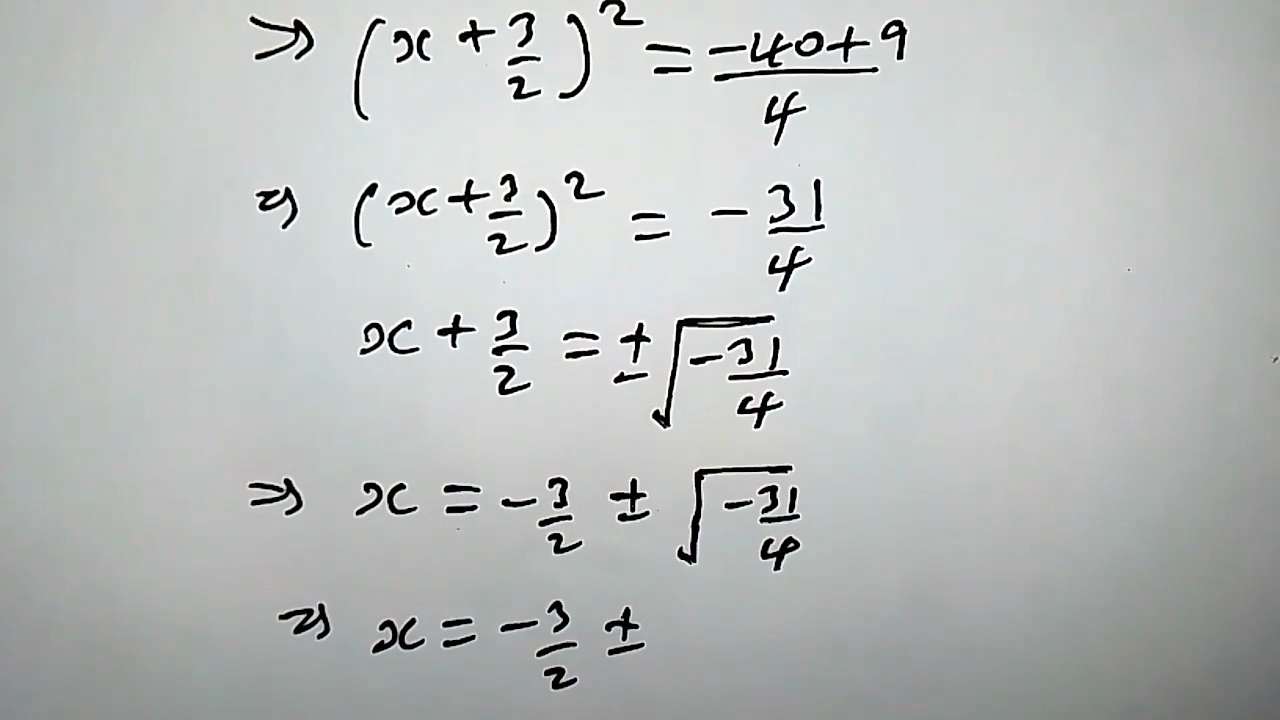 ⇒ (x + 3/2)² = (-40+9)/4
⇒ (x + 3/2)² = - 31/4
x + 3/2 = ± √(-31/4)
⇒ x = - 3/2 ± √(-31/4)
⇒ x = - 3/2 ±